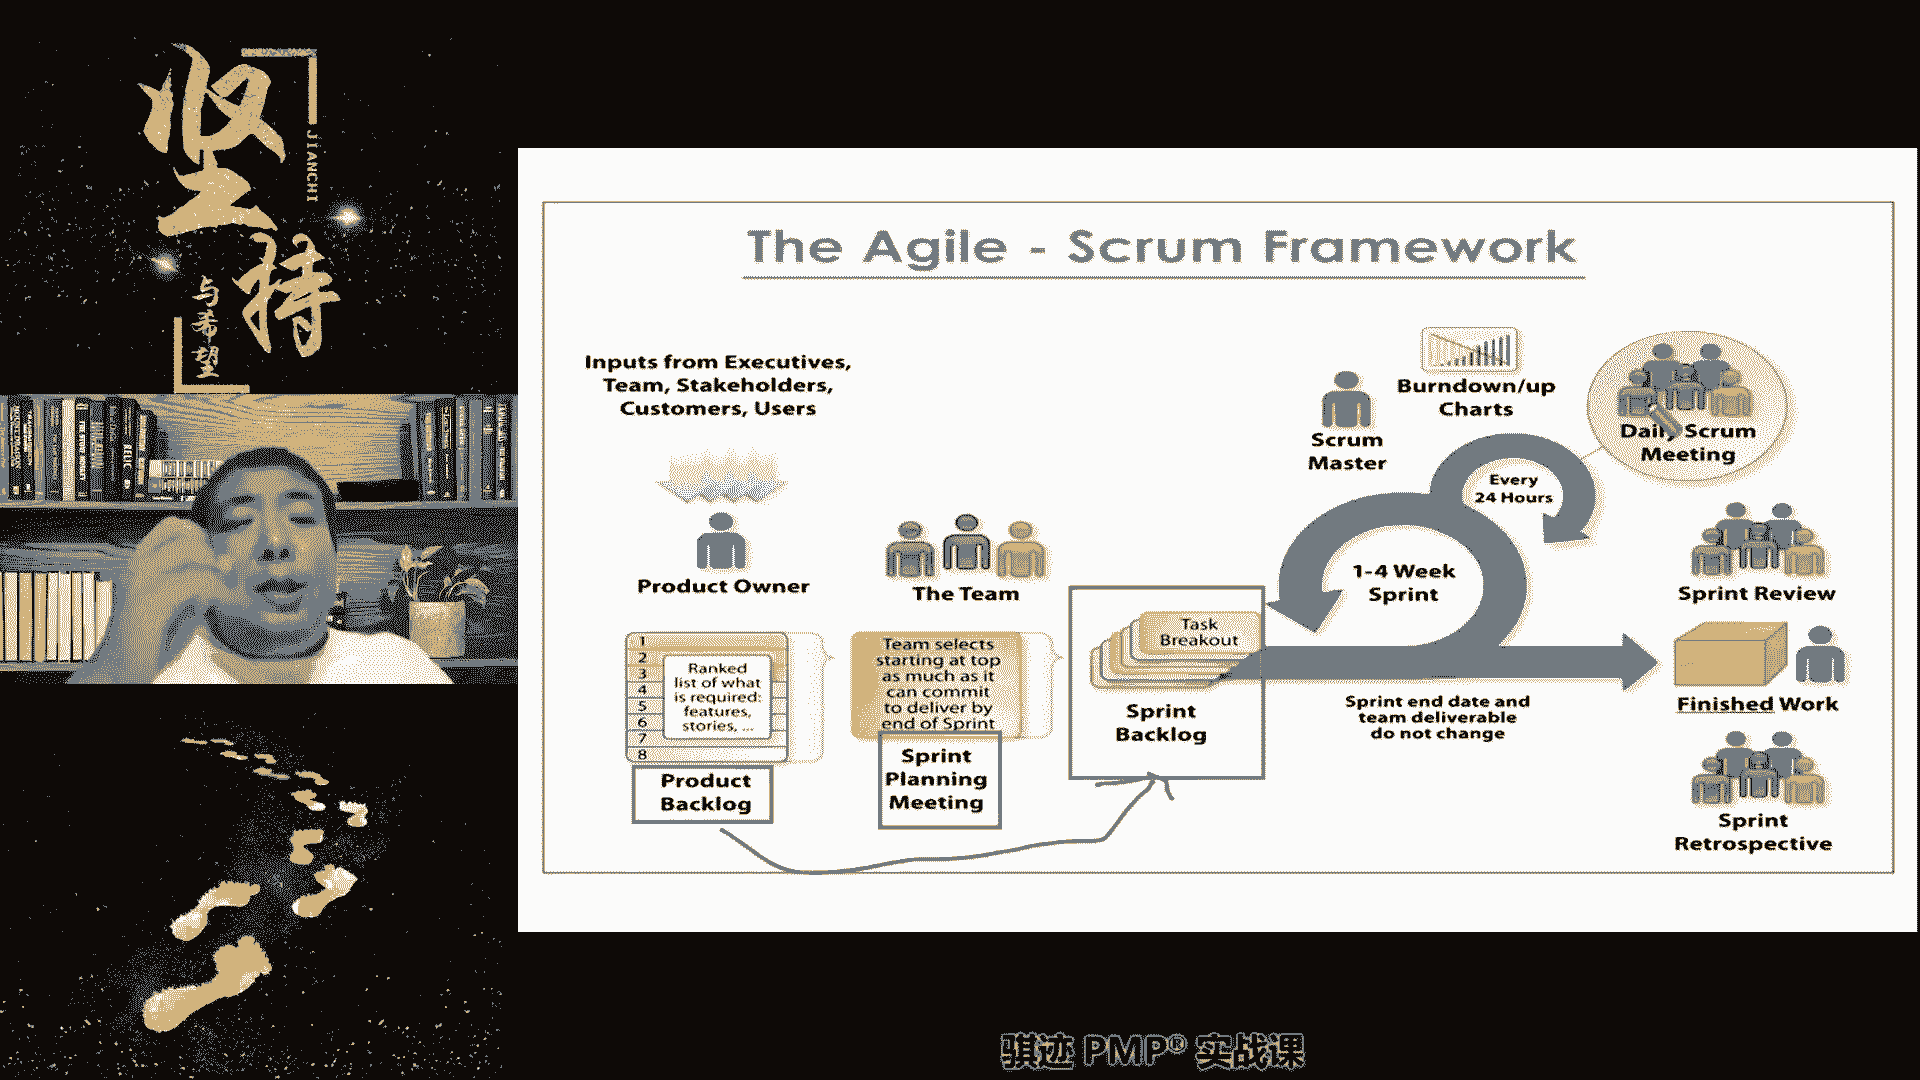 坚持
JIANCHI
与希望
The Agile - Scrum Framework
Inputs from Executives,
Team, Stakeholders,
Customers, Users
Product Owner
The Team
1
2
3
4
5
6
7
8
Ranked
list of what
is required:
features,
stories, ...
Product
Backlog
Team selects
starting at top
as much as it
can commit
to deliver by
end of Sprint
Sprint
Planning
Meeting
Task
Breakout
Sprint
Backlog
Scrum
Master
Burndown/up
Charts
Every
24 Hours
1-4 Week
Sprint
Daily Scrum
Meeting
Sprint end date and
team deliverable
do not change
Sprint Review
Finished Work
Sprint
Retrospective
骐迹 PMP® 实战课